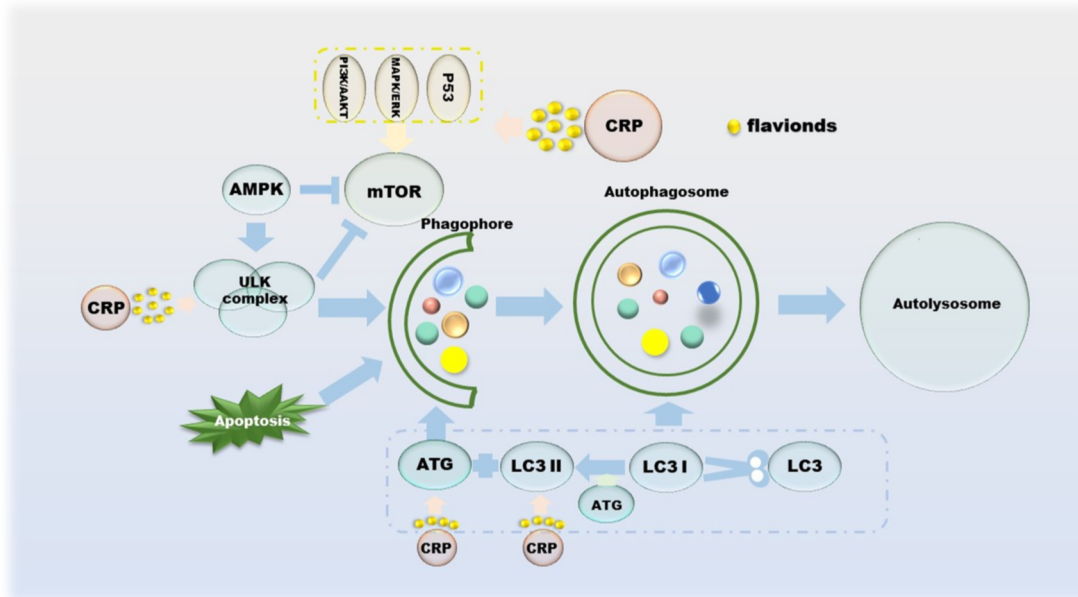 PI3K/AAKT
MAPK/ERK
P53
CRP
flavionds
AMPK
mTOR
Autophagosome
Phagophore
ULK
complex
CRP
Autolysosome
Apoptosis
ATG
LC3 II
LC3 I
LC3
ATG
CRP
CRP